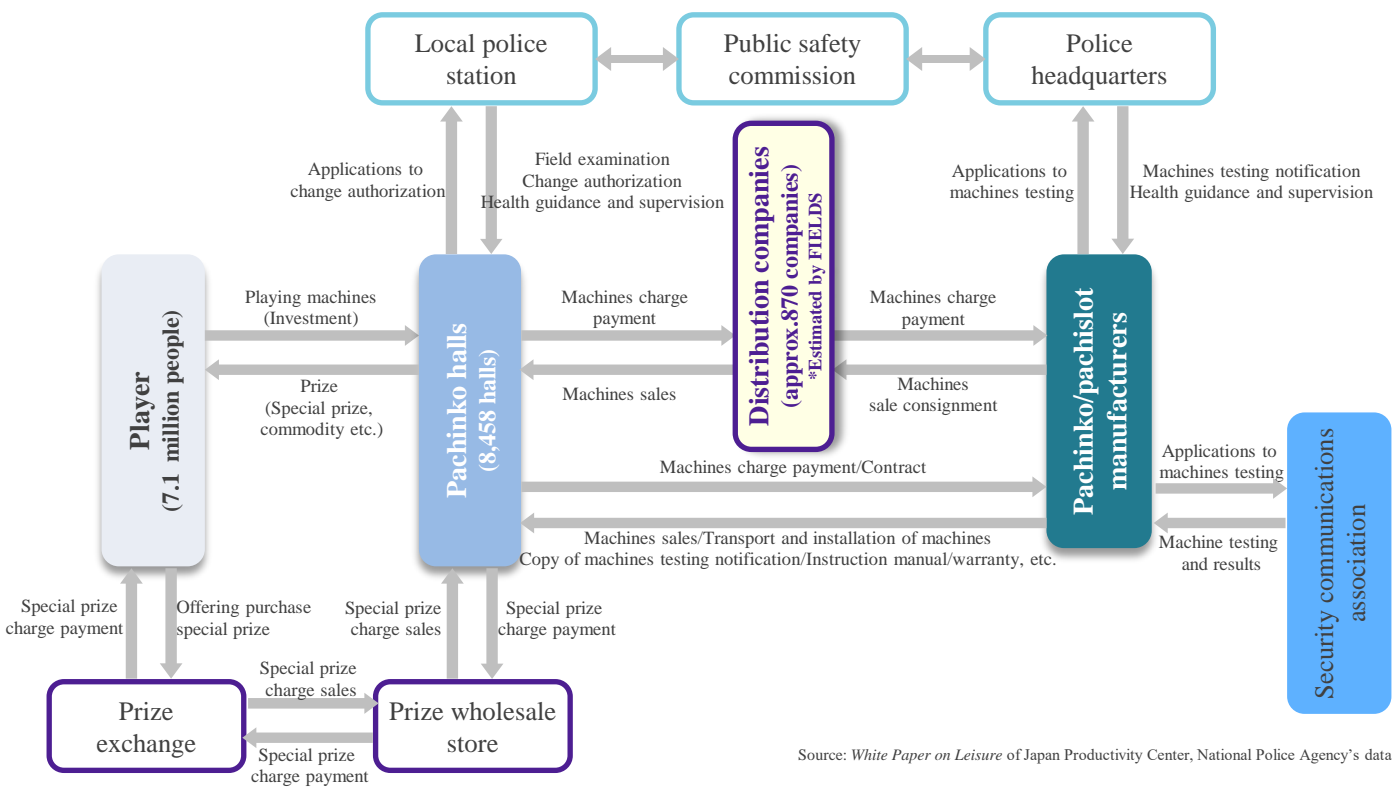 Local police
station
Public safety
commission
Police
headquarters
Applications to
change authorization
Field examination
Change authorization
Health guidance and supervision
Applications to
machines testing
Machines testing notification
Health guidance and supervision
Distribution companies
(approx.870 companies)
*Estimated by FIELDS
Player
(7.1 million people)
Playing machines
(Investment)
Prize
(Special prize,
commodity etc.)
Pachinko halls
(8,458 halls)
Machines charge
payment
Machines sales
Machines charge
payment
Machines
sale consignment
Pachinko/pachislot
manufacturers
Machines charge payment/Contract
Machines sales/Transport and installation of machines
Copy of machines testing notification/Instruction manual/warranty, etc.
Applications to
machines testing
Machine testing
and results
Security communications
association
Special prize
charge payment
Offering purchase
special prize
Special prize
charge sales
Special prize
charge payment
Special prize
charge sales
Special prize
charge payment
Prize
exchange
Prize wholesale
store
Source: White Paper on Leisure of Japan Productivity Center, National Police Agency’s data